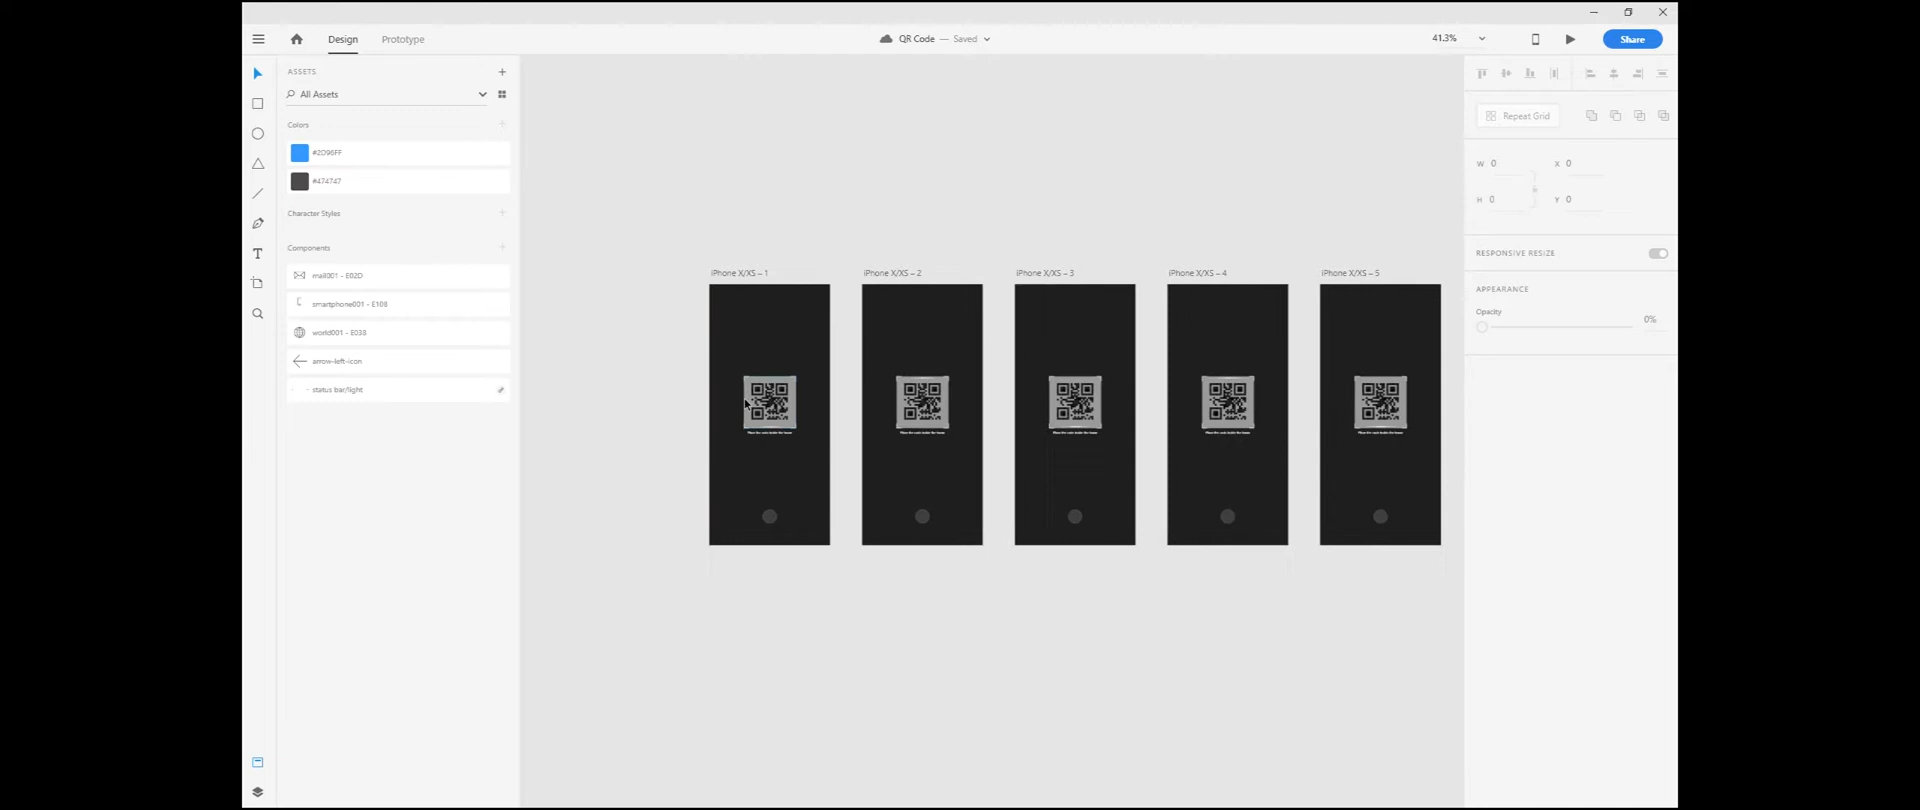 Design
Prototype
QR Code — Saved
41.3%
Share
ASSETS
All Assets
Colors
#2D96FF
#474747
Character Styles
Components
mail001 - E02D
smartphone001 - E108
world001 - E038
arrow-left-icon
status bar/light
iPhone X/XS – 1
iPhone X/XS – 2
iPhone X/XS – 3
iPhone X/XS – 4
iPhone X/XS – 5
Repeat Grid
W 0
X 0
H 0
Y 0
RESPONSIVE RESIZE
APPEARANCE
Opacity
0%